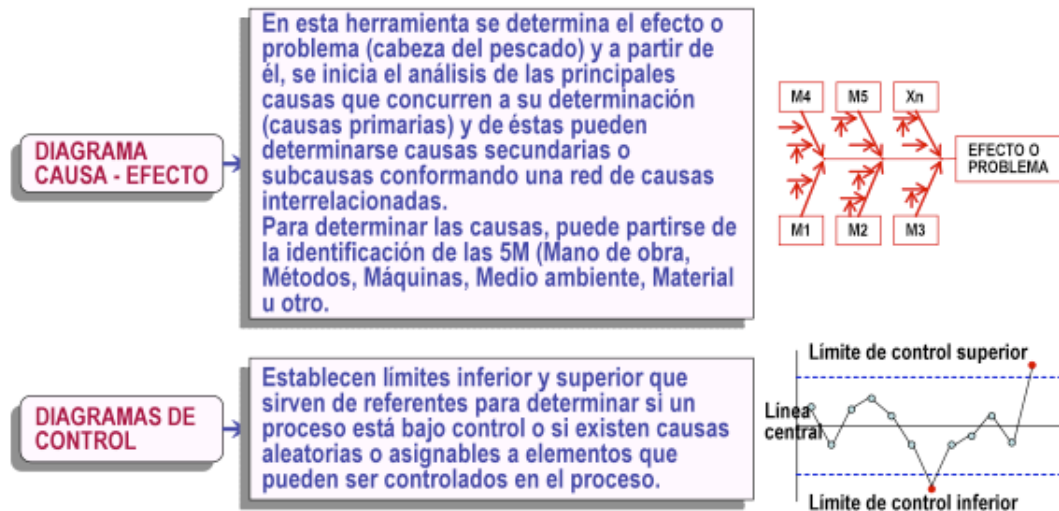 DIAGRAMA
CAUSA - EFECTO
En esta herramienta se determina el efecto o
problema (cabeza del pescado) y a partir de
él, se inicia el análisis de las principales
causas que concurren a su determinación
(causas primarias) y de éstas pueden
determinarse causas secundarias o
subcausas conformando una red de causas
interrelacionadas.
Para determinar las causas, puede partirse de
la identificación de las 5M (Mano de obra,
Métodos, Máquinas, Medio ambiente, Material
u otro.
M4
M5
Xn
EFECTO O
PROBLEMA
M1
M2
M3
DIAGRAMAS DE
CONTROL
Establecen límites inferior y superior que
sirven de referentes para determinar si un
proceso está bajo control o si existen causas
aleatorias o asignables a elementos que
pueden ser controlados en el proceso.
Límite de control superior
Línea
central
Límite de control inferior